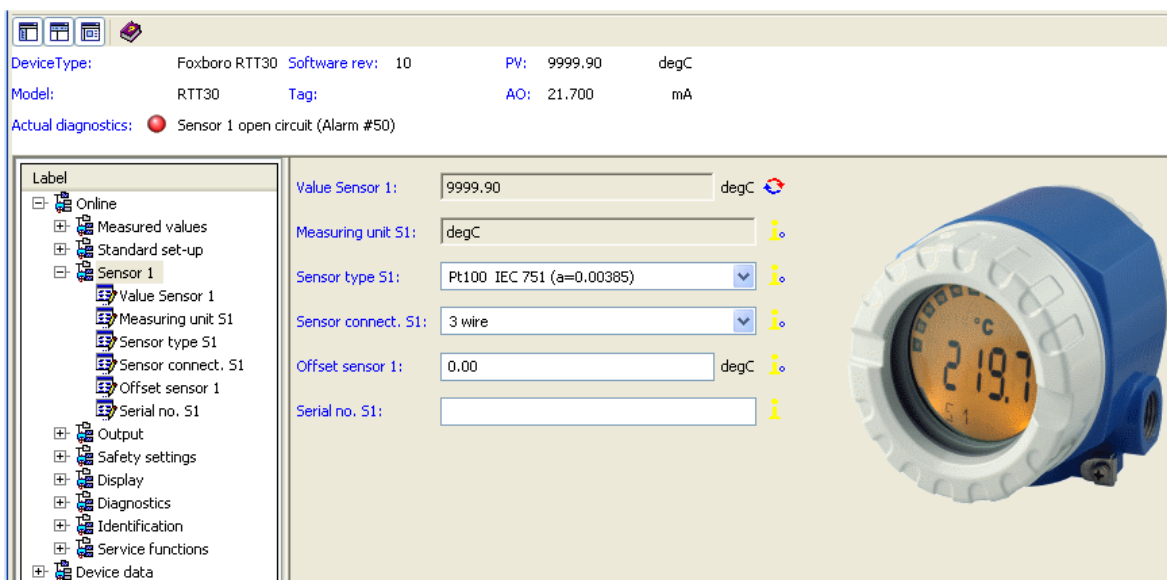 DeviceType: Foxboro RTT30 Software rev: 10 PV: 9999.90 degC
Model: RTT30 Tag: AO: 21.700 mA
Actual diagnostics: Sensor 1 open circuit (Alarm #50)
Label
Online
Measured values
Standard set-up
Sensor 1
Value Sensor 1
Measuring unit S1
Sensor type S1
Sensor connect. S1
Offset sensor 1
Serial no. S1
Output
Safety settings
Display
Diagnostics
Identification
Service functions
Device data
Value Sensor 1: 9999.90 degC
Measuring unit S1: degC
Sensor type S1: Pt100 IEC 751 (a=0.00385)
Sensor connect. S1: 3 wire
Offset sensor 1: 0.00 degC
Serial no. S1:
°C
219.7
S1